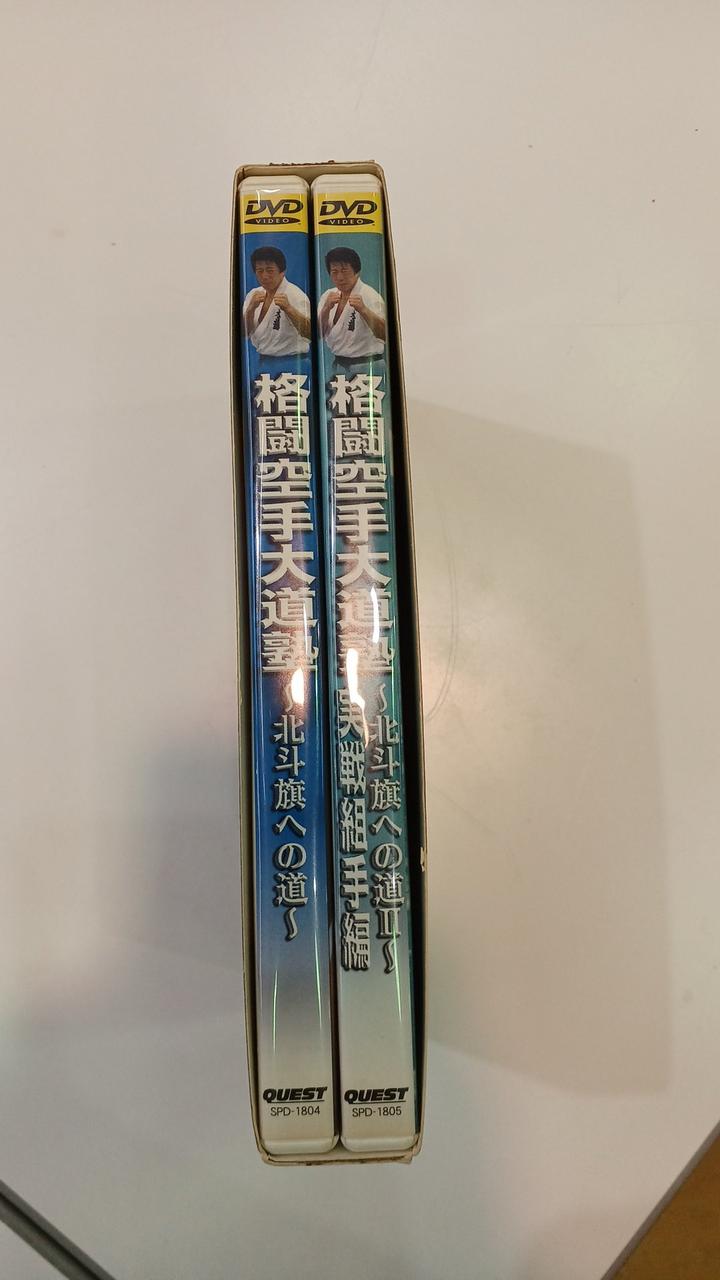 DVD
VIDEO
格闘空手大道塾
～北斗旗への道～
QUEST
SPD-1804
DVD
VIDEO
格闘空手大道塾
～北斗旗への道II～
実戦組手編
QUEST
SPD-1805